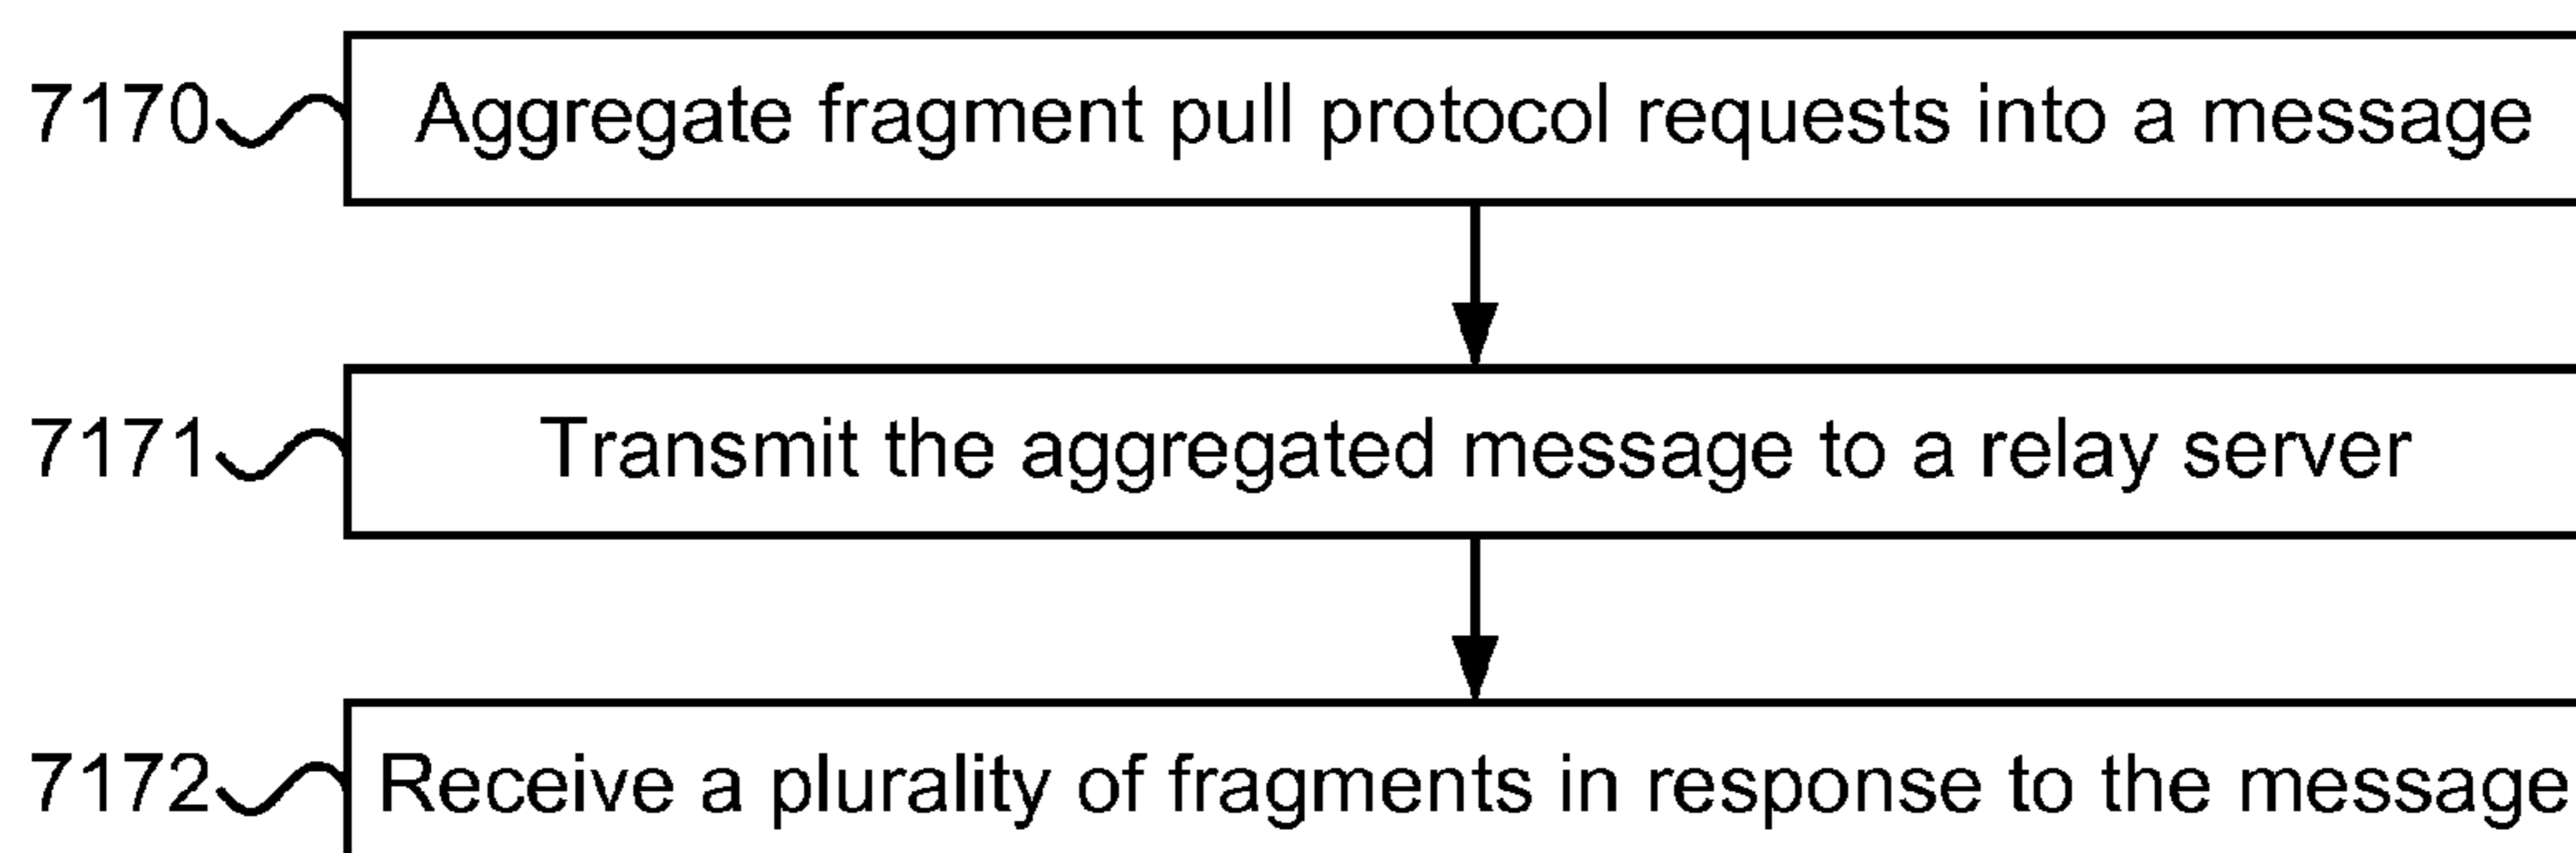 7170 Aggregate fragment pull protocol requests into a message
7171 Transmit the aggregated message to a relay server
7172 Receive a plurality of fragments in response to the message